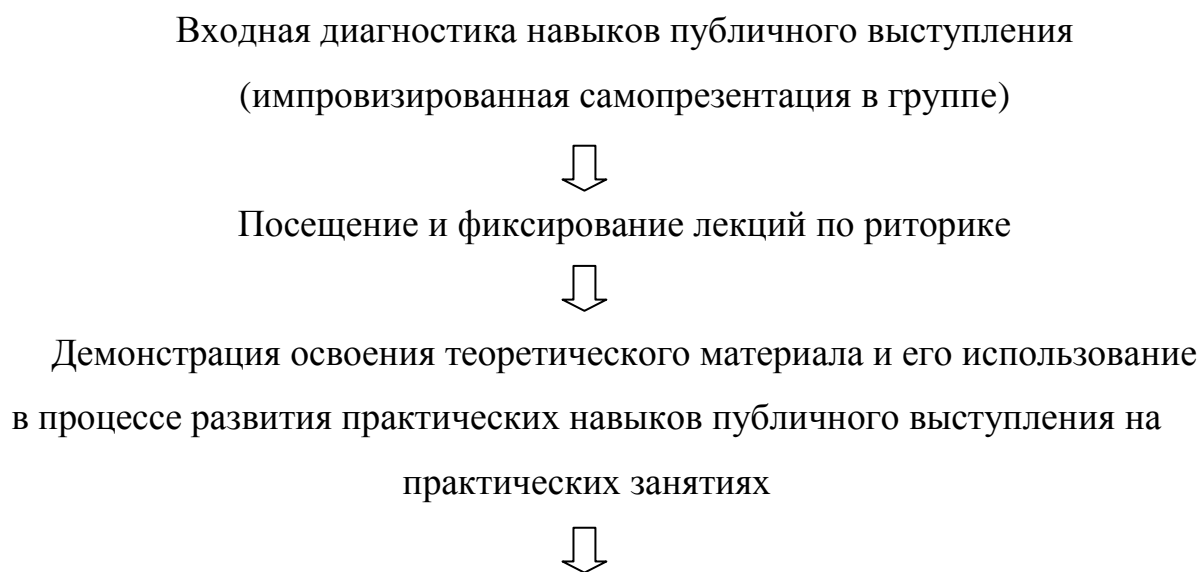 Входная диагностика навыков публичного выступления
(импровизированная самопрезентация в группе)
Посещение и фиксирование лекций по риторике
Демонстрация освоения теоретического материала и его использование
в процессе развития практических навыков публичного выступления на
практических занятиях